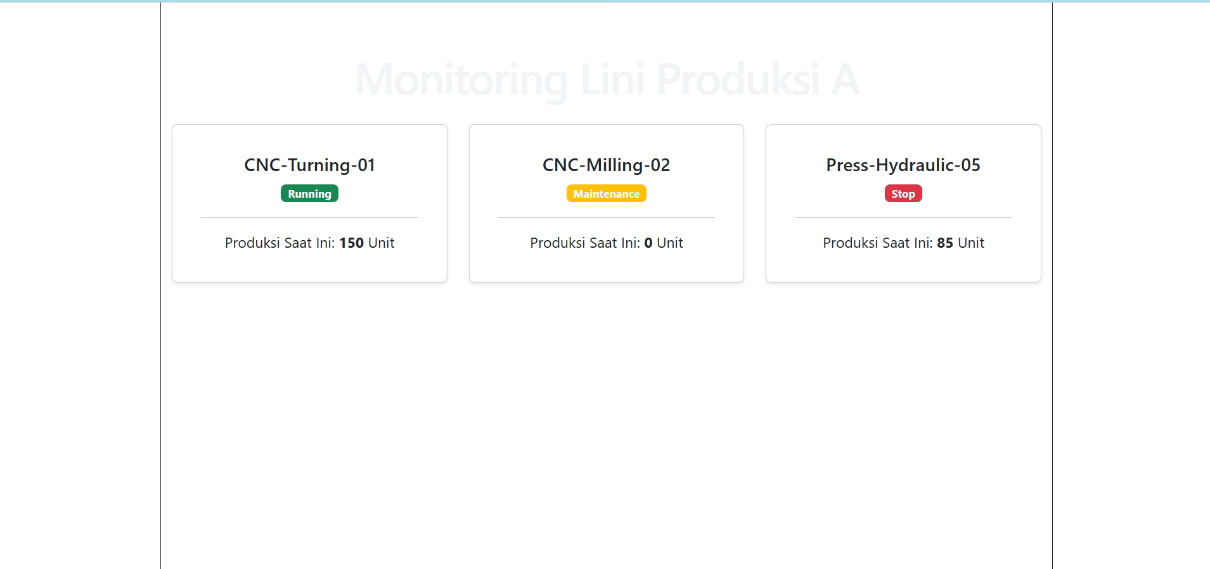 Monitoring Lini Produksi A
CNC-Turning-01
Running
Produksi Saat Ini: 150 Unit
CNC-Milling-02
Maintenance
Produksi Saat Ini: 0 Unit
Press-Hydraulic-05
Stop
Produksi Saat Ini: 85 Unit